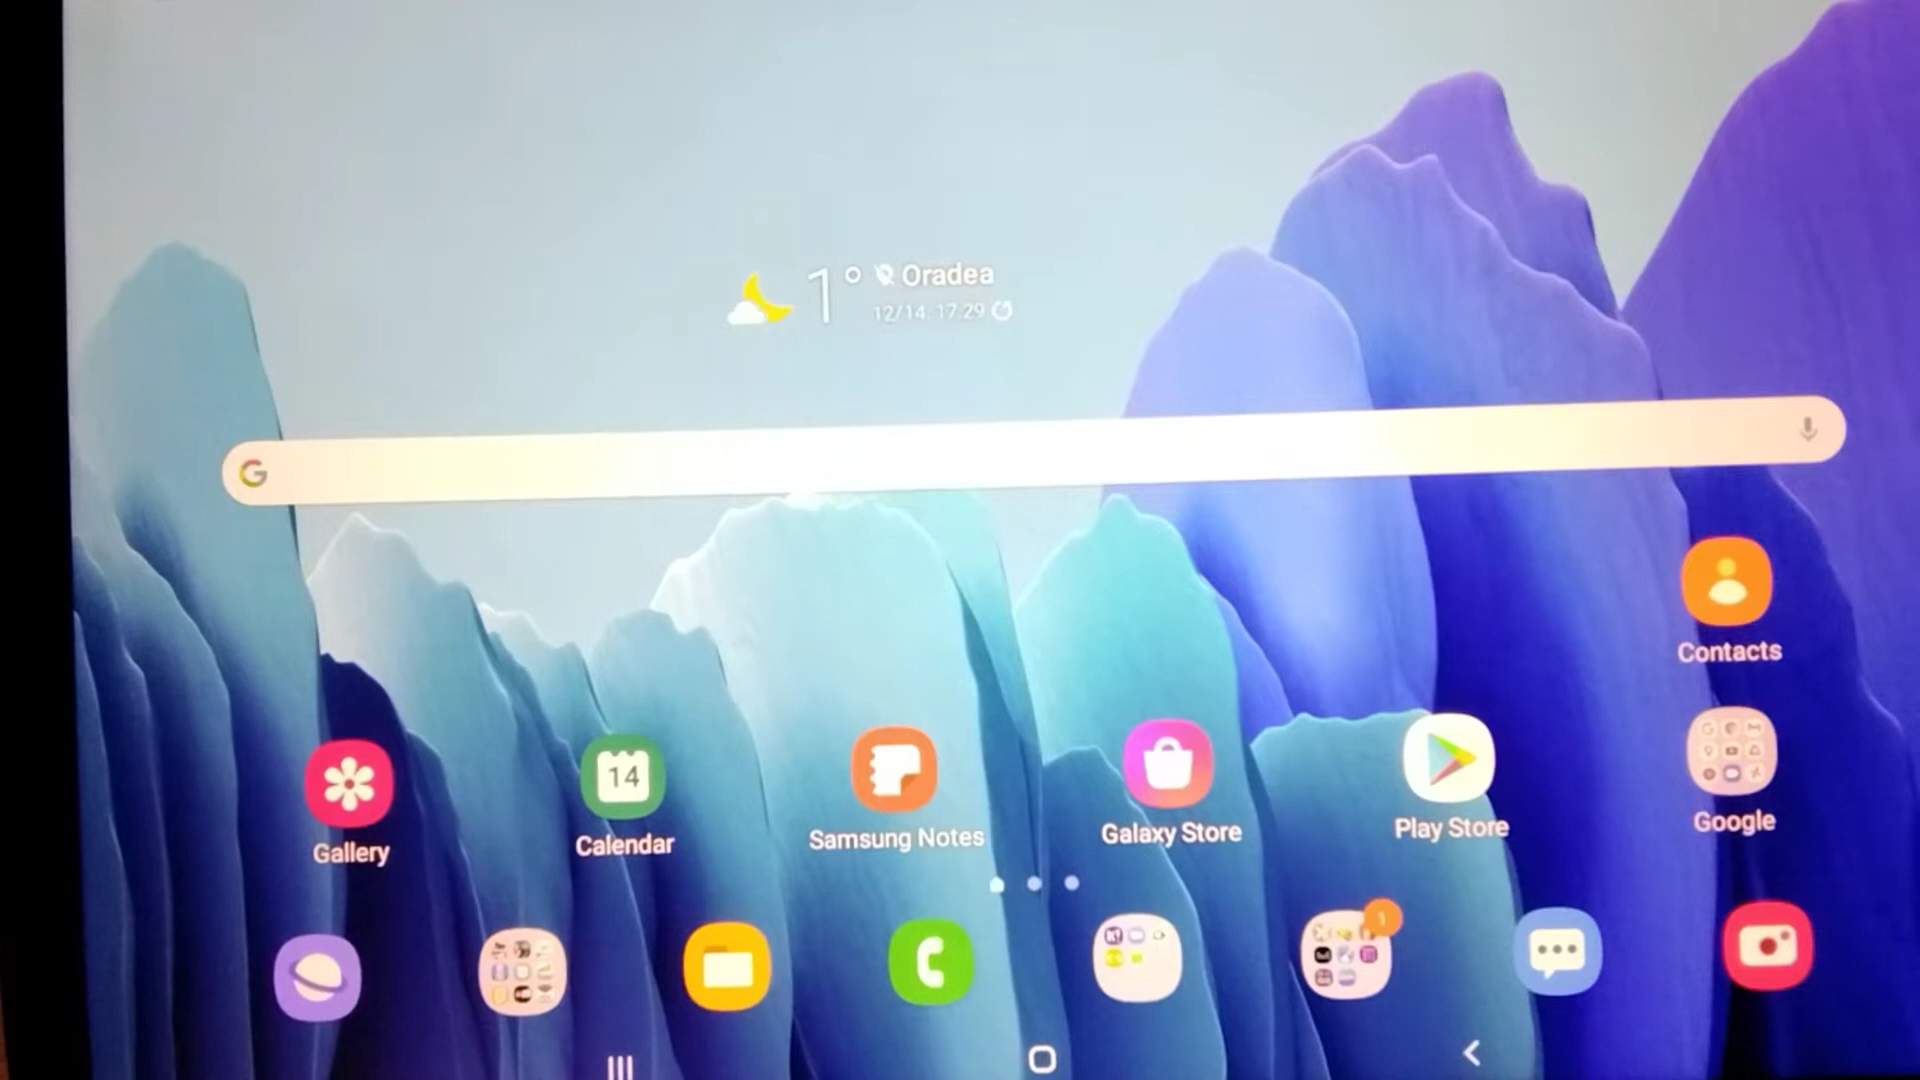 1° Oradea
12/14, 17:29
G
Contacts
14
Gallery
Calendar
Samsung Notes
Galaxy Store
Play Store
Google
1